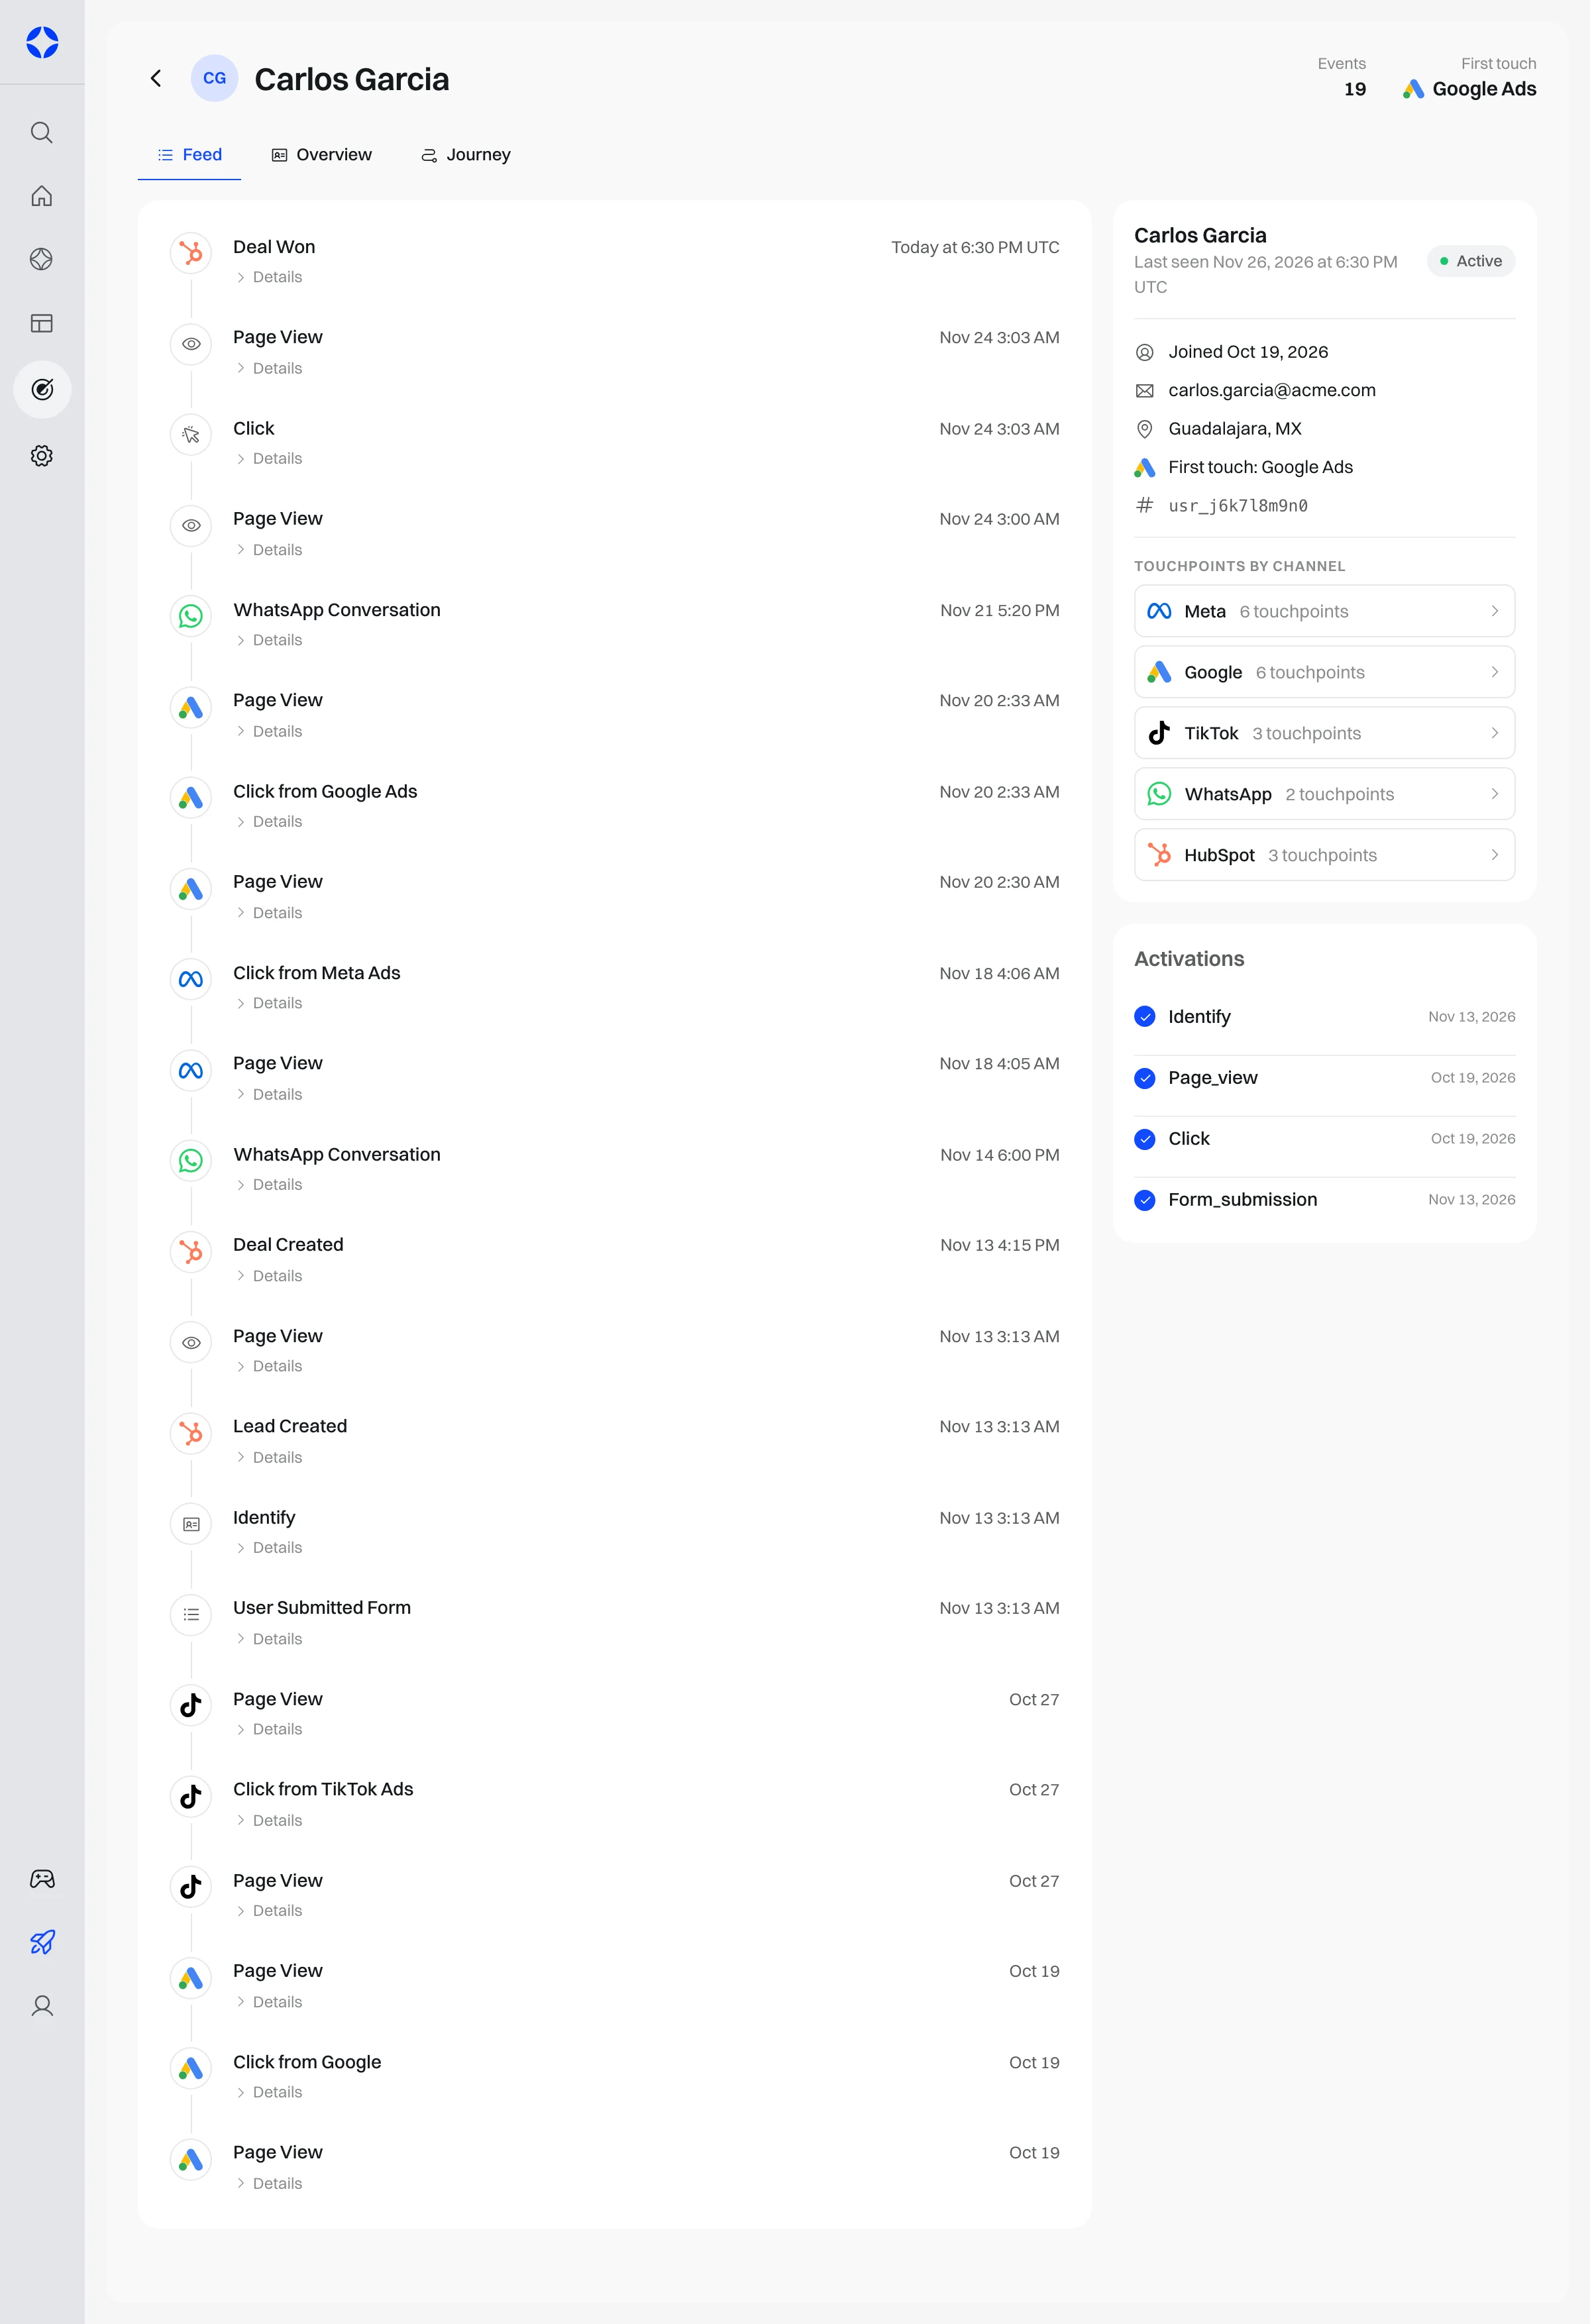 CG
Carlos Garcia
Events
19
First touch
Google Ads
Feed
Overview
Journey
Deal Won
Today at 6:30 PM UTC
Details
Page View
Nov 24 3:03 AM
Details
Click
Nov 24 3:03 AM
Details
Page View
Nov 24 3:00 AM
Details
WhatsApp Conversation
Nov 21 5:20 PM
Details
Page View
Nov 20 2:33 AM
Details
Click from Google Ads
Nov 20 2:33 AM
Details
Page View
Nov 20 2:30 AM
Details
Click from Meta Ads
Nov 18 4:06 AM
Details
Page View
Nov 18 4:05 AM
Details
WhatsApp Conversation
Nov 14 6:00 PM
Details
Deal Created
Nov 13 4:15 PM
Details
Page View
Nov 13 3:13 AM
Details
Lead Created
Nov 13 3:13 AM
Details
Identify
Nov 13 3:13 AM
Details
User Submitted Form
Nov 13 3:13 AM
Details
Page View
Oct 27
Details
Click from TikTok Ads
Oct 27
Details
Page View
Oct 27
Details
Page View
Oct 19
Details
Click from Google
Oct 19
Details
Page View
Oct 19
Details
Carlos Garcia
Last seen Nov 26, 2026 at 6:30 PM
UTC
Active
Joined Oct 19, 2026
carlos.garcia@acme.com
Guadalajara, MX
First touch: Google Ads
usr_j6k7l8m9n0
TOUCHPOINTS BY CHANNEL
Meta 6 touchpoints
Google 6 touchpoints
TikTok 3 touchpoints
WhatsApp 2 touchpoints
HubSpot 3 touchpoints
Activations
Identify
Nov 13, 2026
Page_view
Oct 19, 2026
Click
Oct 19, 2026
Form_submission
Nov 13, 2026